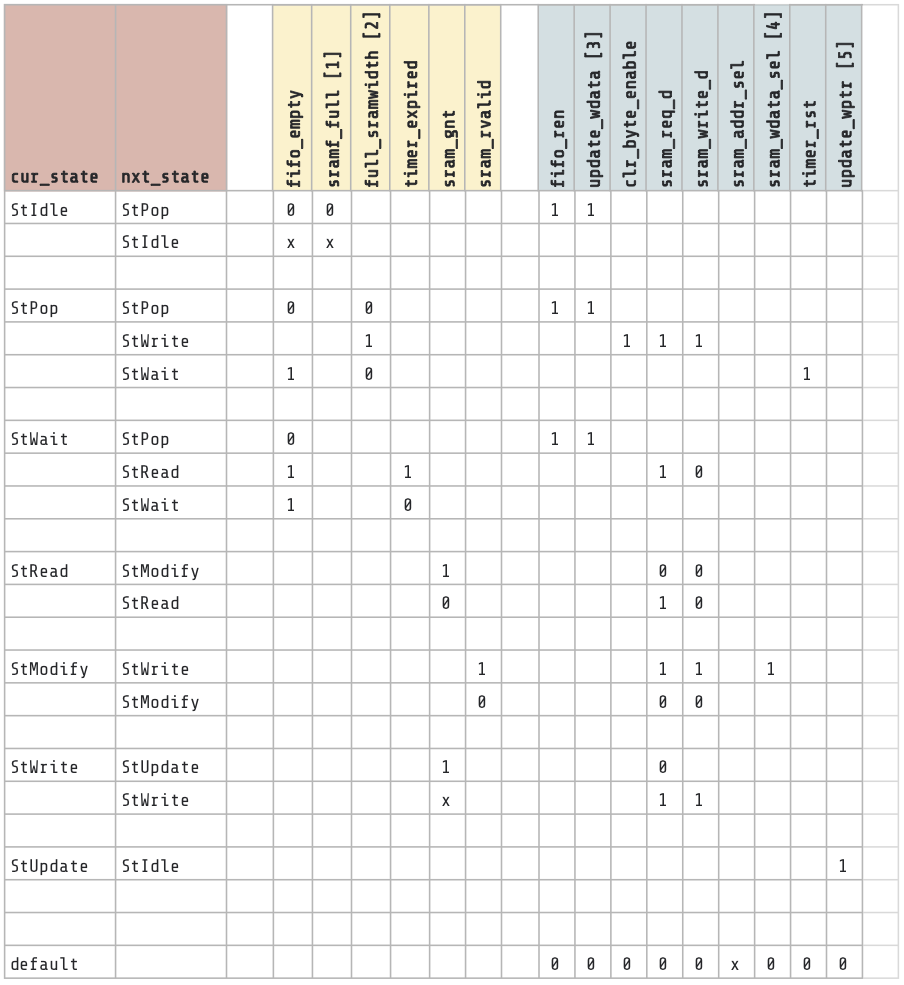 cur_state nxt_state fifo_empty sramf_full [1] full_sramwidth [2] timer_expired sram_gnt sram_rvalid fifo_ren update_wdata [3] clr_byte_enable sram_req_d sram_write_d sram_addr_sel sram_wdata_sel [4] timer_rst update_wptr [5]
StIdle StPop 0 0 1 1
StIdle x x
StPop StPop 0 0 1 1
StWrite 1 1 1 1
StWait 1 0 1
StWait StPop 0 1 1
StRead 1 1 1 0
StWait 1 0
StRead StModify 1 0 0
StRead 0 1 0
StModify StWrite 1 1 1 1
StModify 0 0 0
StWrite StUpdate 1 0
StWrite x 1 1
StUpdate StIdle 1
default 0 0 0 0 0 x 0 0 0